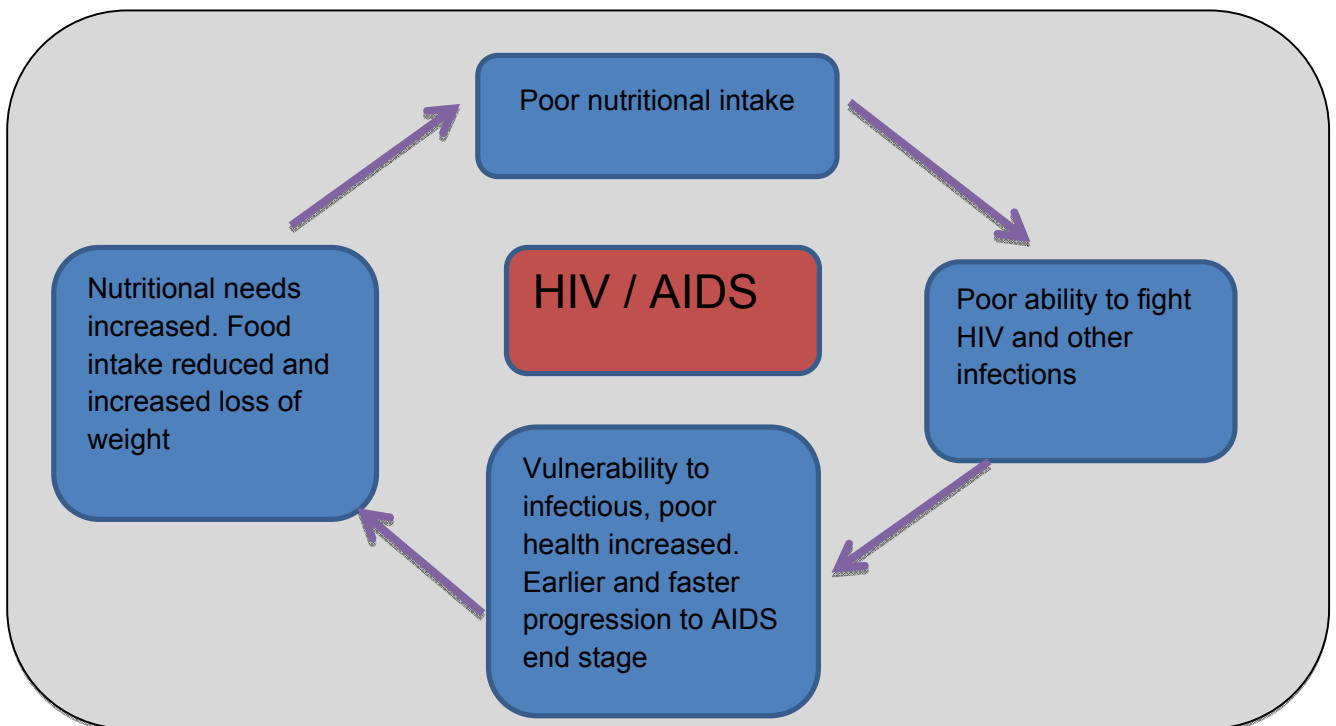 Poor nutritional intake
HIV / AIDS
Poor ability to fight
HIV and other
infections
Vulnerability to
infectious, poor
health increased.
Earlier and faster
progression to AIDS
end stage
Nutritional needs
increased. Food
intake reduced and
increased loss of
weight